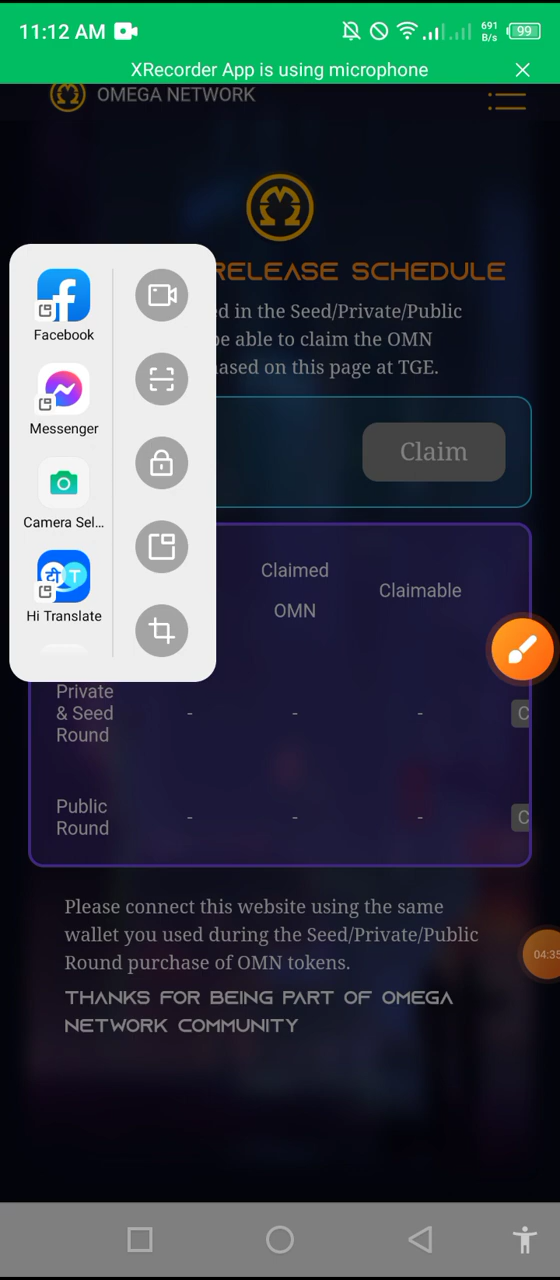 11:12 AM
691
B/s
99
XRecorder App is using microphone
OMEGA NETWORK
RELEASE SCHEDULE
ed in the Seed/Private/Public
be able to claim the OMN
ased on this page at TGE.
Claim
Facebook
Messenger
Camera Sel...
Hi Translate
Claimed
OMN
Claimable
Private
& Seed
Round
-
-
-
C
Public
Round
-
-
-
C
Please connect this website using the same
wallet you used during the Seed/Private/Public
Round purchase of OMN tokens.
04:35
THANKS FOR BEING PART OF OMEGA
NETWORK COMMUNITY